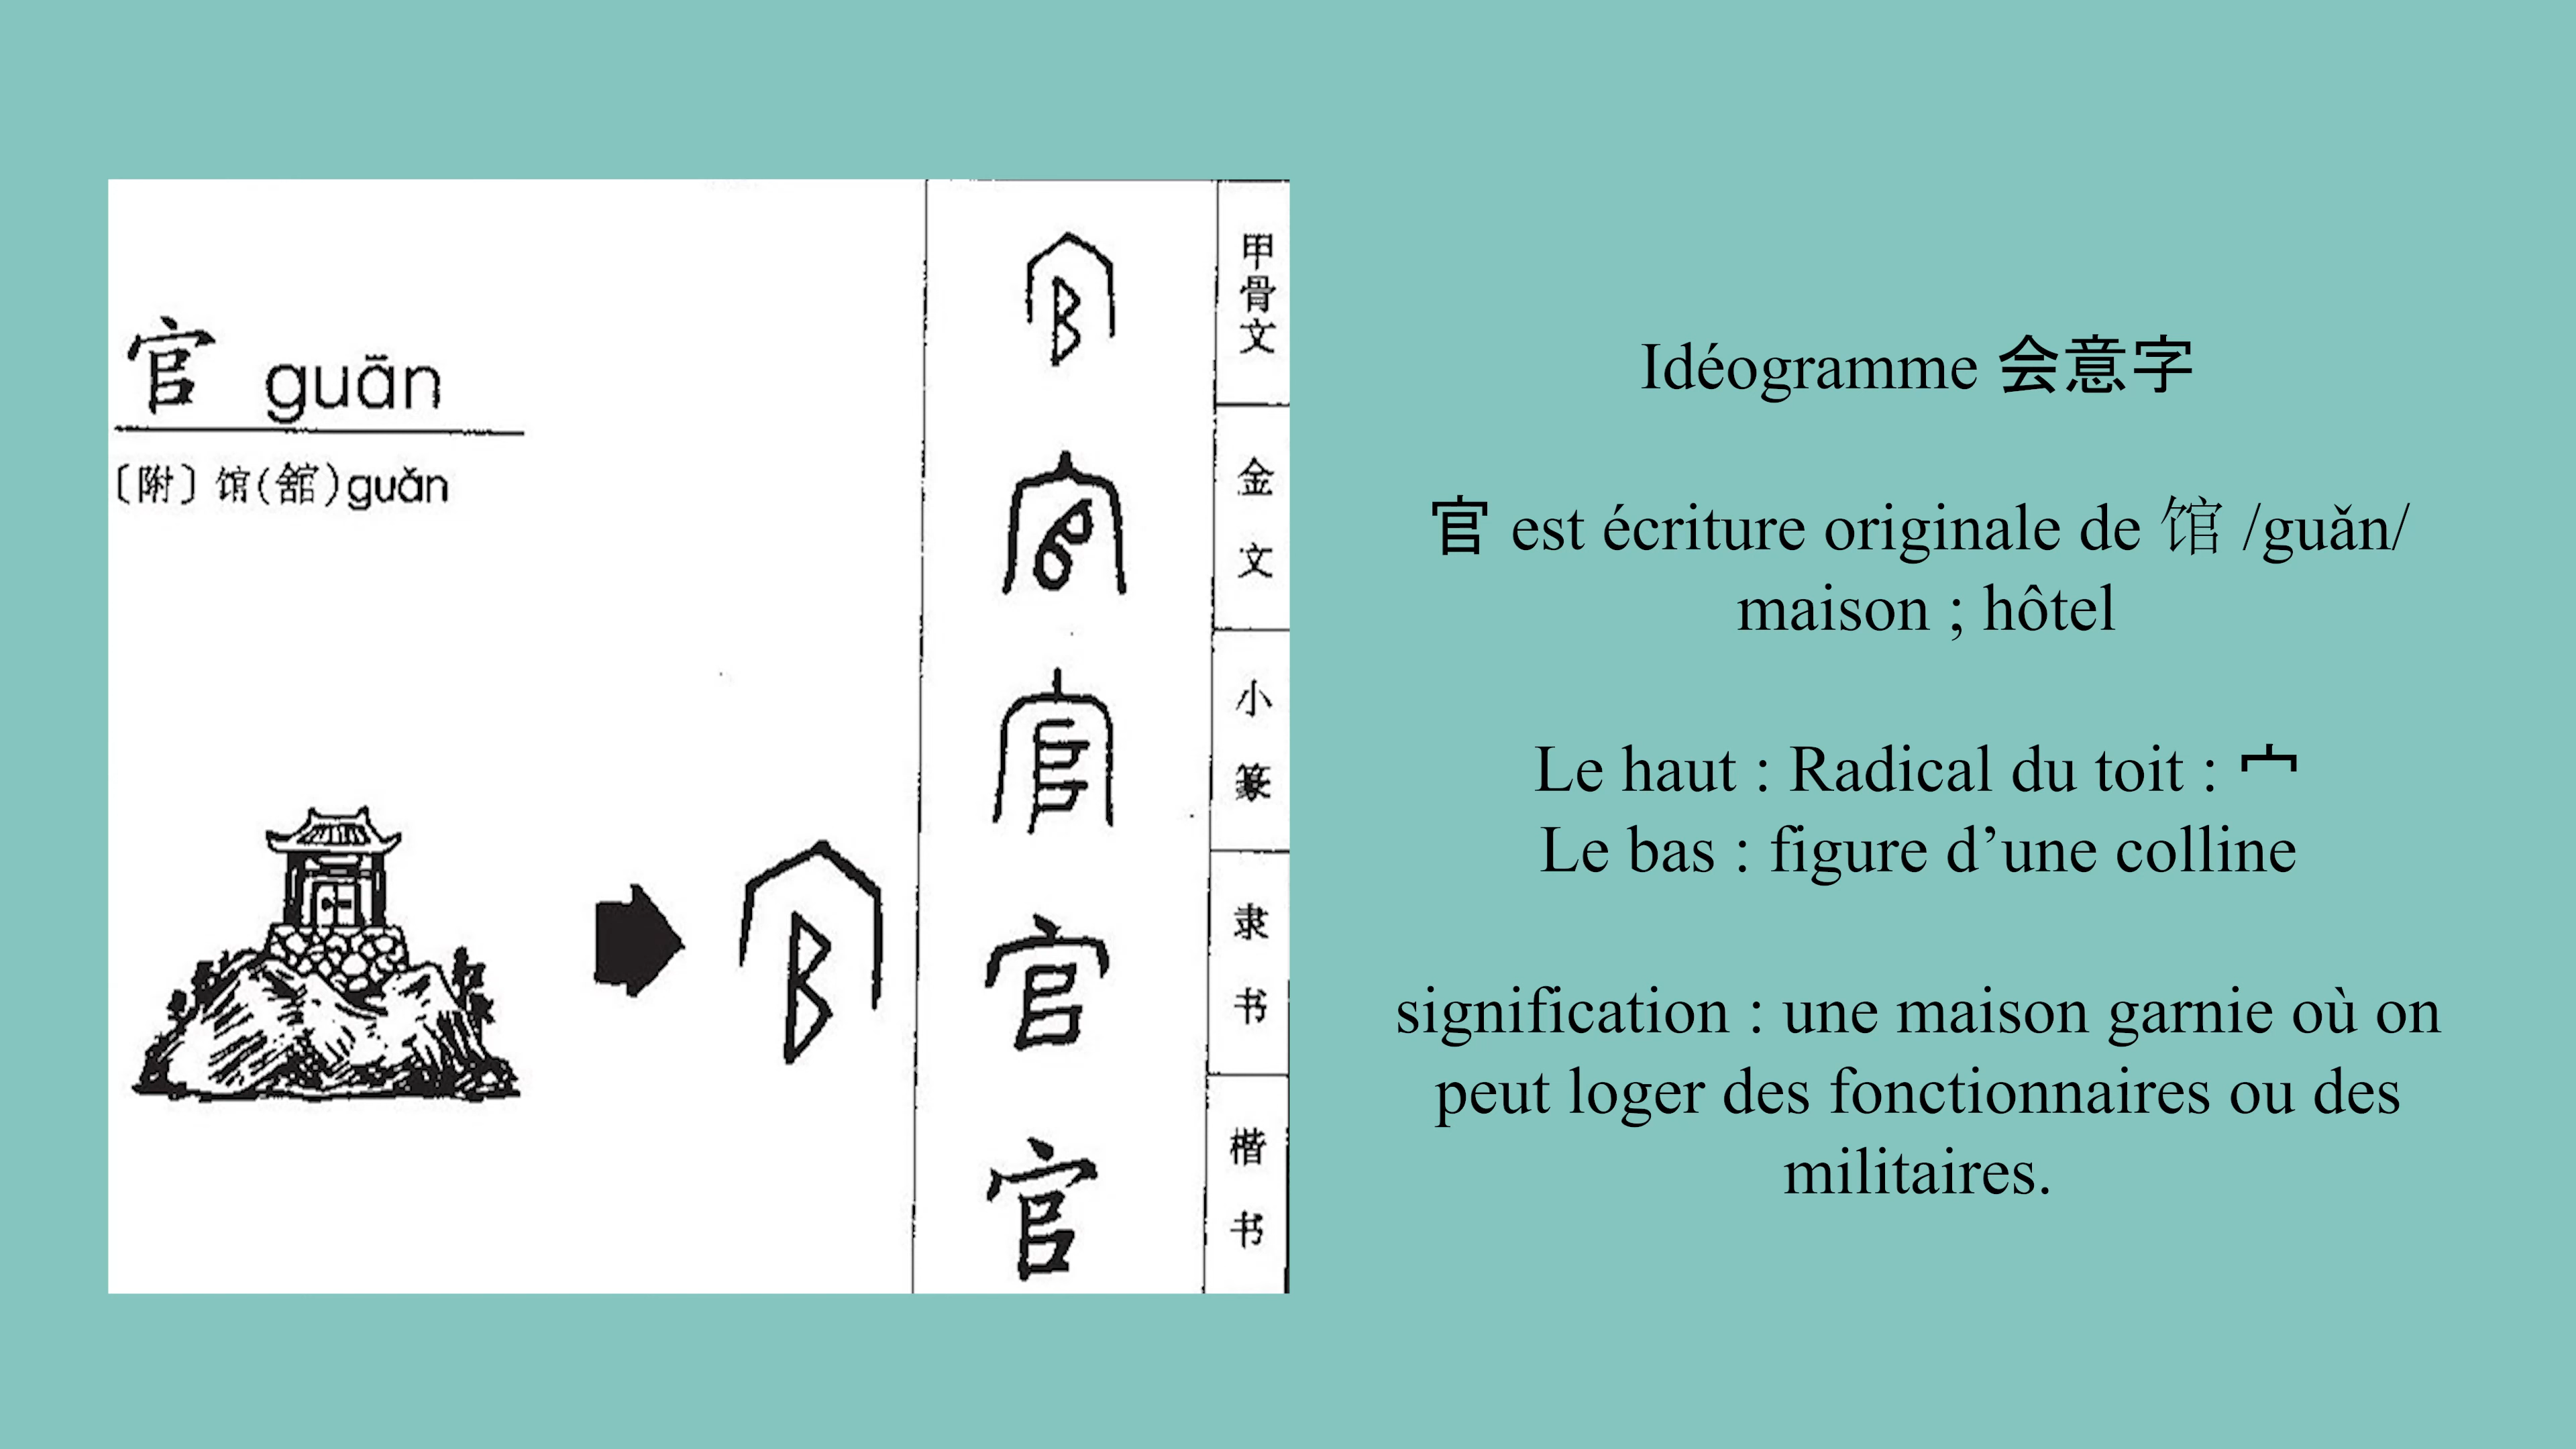 官 guān
〔附〕馆(舘)guǎn
甲骨文
金文
小篆
隶书
楷书
官
官
Idéogramme 会意字
官 est écriture originale de 馆 /guǎn/
maison ; hôtel
Le haut : Radical du toit : 宀
Le bas : figure d’une colline
signification : une maison garnie où on
peut loger des fonctionnaires ou des
militaires.